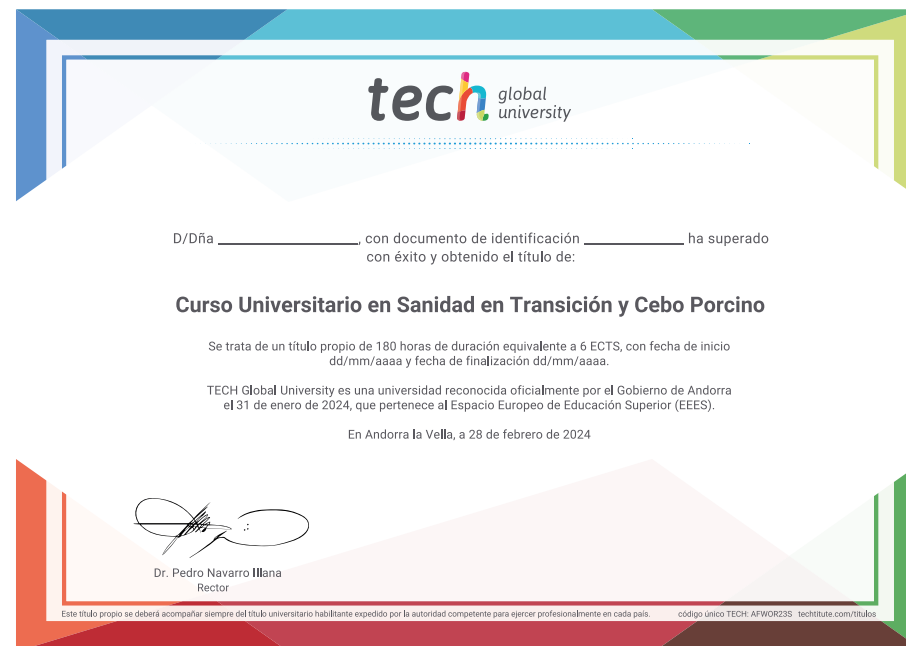 tech global university
D/Dña ________________, con documento de identificación ____________ ha superado
con éxito y obtenido el título de:
Curso Universitario en Sanidad en Transición y Cebo Porcino
Se trata de un título propio de 180 horas de duración equivalente a 6 ECTS, con fecha de inicio
dd/mm/aaaa y fecha de finalización dd/mm/aaaa.
TECH Global University es una universidad reconocida oficialmente por el Gobierno de Andorra
el 31 de enero de 2024, que pertenece al Espacio Europeo de Educación Superior (EEES).
En Andorra la Vella, a 28 de febrero de 2024
Dr. Pedro Navarro Illana
Rector
Este título propio se deberá acompañar siempre del título universitario habilitante expedido por la autoridad competente para ejercer profesionalmente en cada país. código único TECH: AFWOR23S techtitute.com/titulos